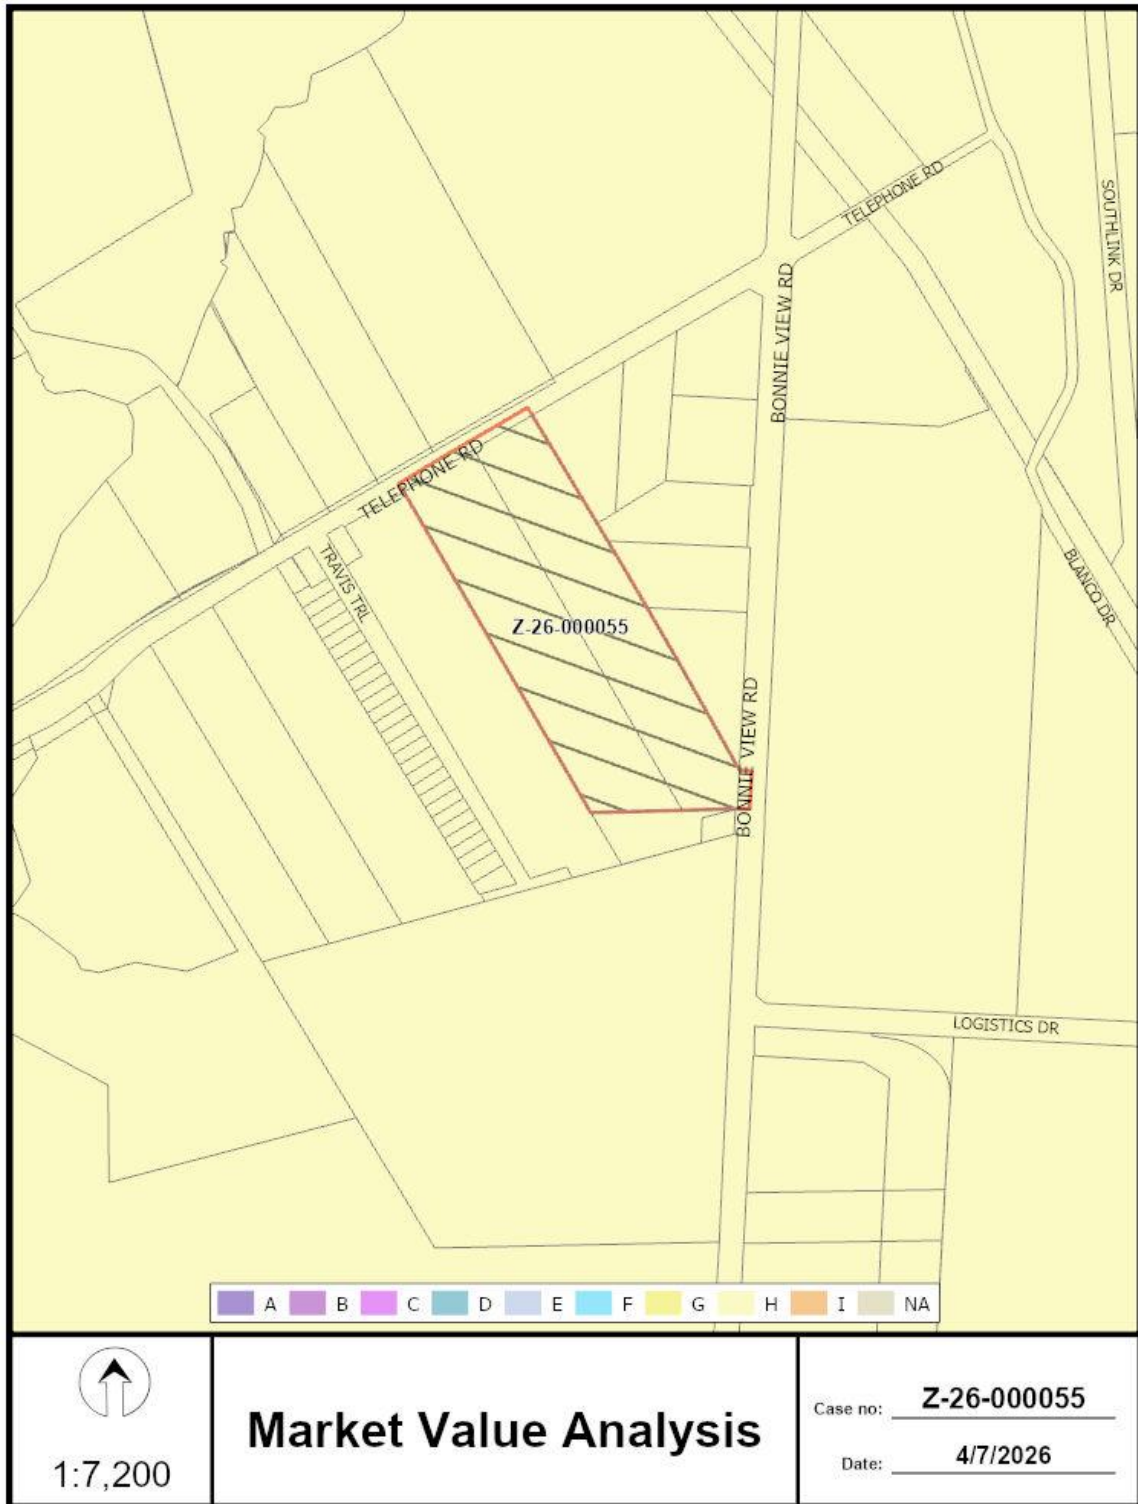 TELEPHONE RD
SOUTHLINK DR
BONNIE VIEW RD
TELEPHONE RD
TRAVIS TRL
BLANCO DR
Z-26-000055
BONNIE VIEW RD
LOGISTICS DR
A B C D E F G H I NA
1:7,200
Market Value Analysis
Case no: Z-26-000055
Date: 4/7/2026